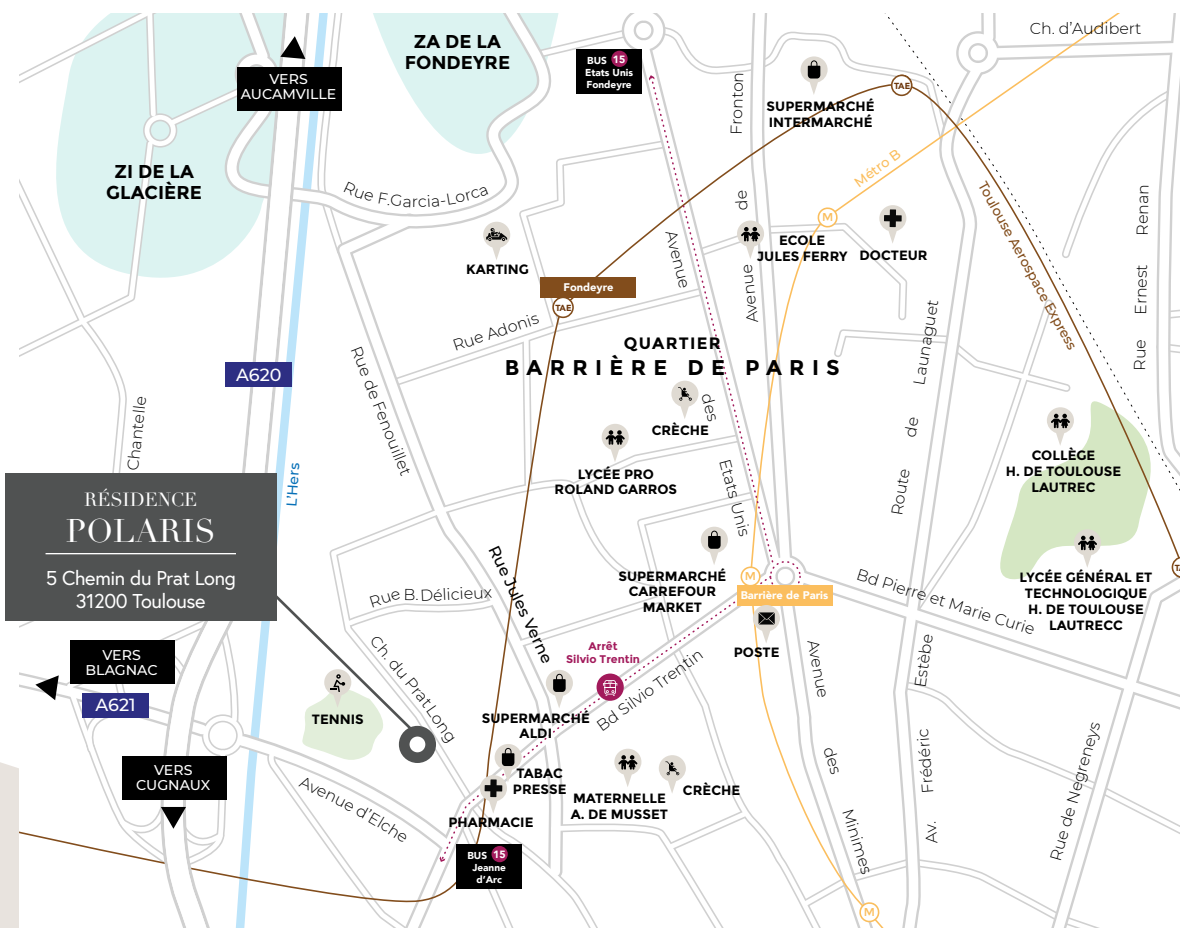 Ch. d'Audibert
ZA DE LA
FONDEYRE
BUS 15
Etats Unis
Fondeyre
VERS
AUCAMVILLE
Fronton
TAE
SUPERMARCHÉ
INTERMARCHÉ
ZI DE LA
GLACIÈRE
Rue F.Garcia-Lorca
Métro B
de
Toulouse Aerospace Express
Renan
M
KARTING
Avenue
ECOLE
JULES FERRY
DOCTEUR
Ernest
Avenue
Fondeyre
TAE
Rue Adonis
Launaguet
Rue
QUARTIER
BARRIÈRE DE PARIS
A620
Rue de Fenouillet
des
CRÈCHE
de
Chantelle
LYCÉE PRO
ROLAND GARROS
Etats Unis
Route
COLLÈGE
H. DE TOULOUSE
LAUTREC
L'Hers
RÉSIDENCE
POLARIS
5 Chemin du Prat Long
31200 Toulouse
Rue Jules Verne
SUPERMARCHÉ
CARREFOUR
MARKET
M
Barrière de Paris
Bd Pierre et Marie Curie
LYCÉE GÉNÉRAL ET
TECHNOLOGIQUE
H. DE TOULOUSE
LAUTRECC
Rue B.Délicieux
VERS
BLAGNAC
A621
Ch. du Prat Long
Arrêt
Silvio Trentin
POSTE
Estèbe
Avenue
TENNIS
SUPERMARCHÉ
ALDI
Bd Silvio Trentin
VERS
CUGNAUX
Avenue d'Elche
TABAC
PRESSE
PHARMACIE
MATERNELLE
A. DE MUSSET
CRÈCHE
des
Frédéric
Rue de Negreneys
Minimes
Av.
BUS 15
Jeanne
d'Arc
M